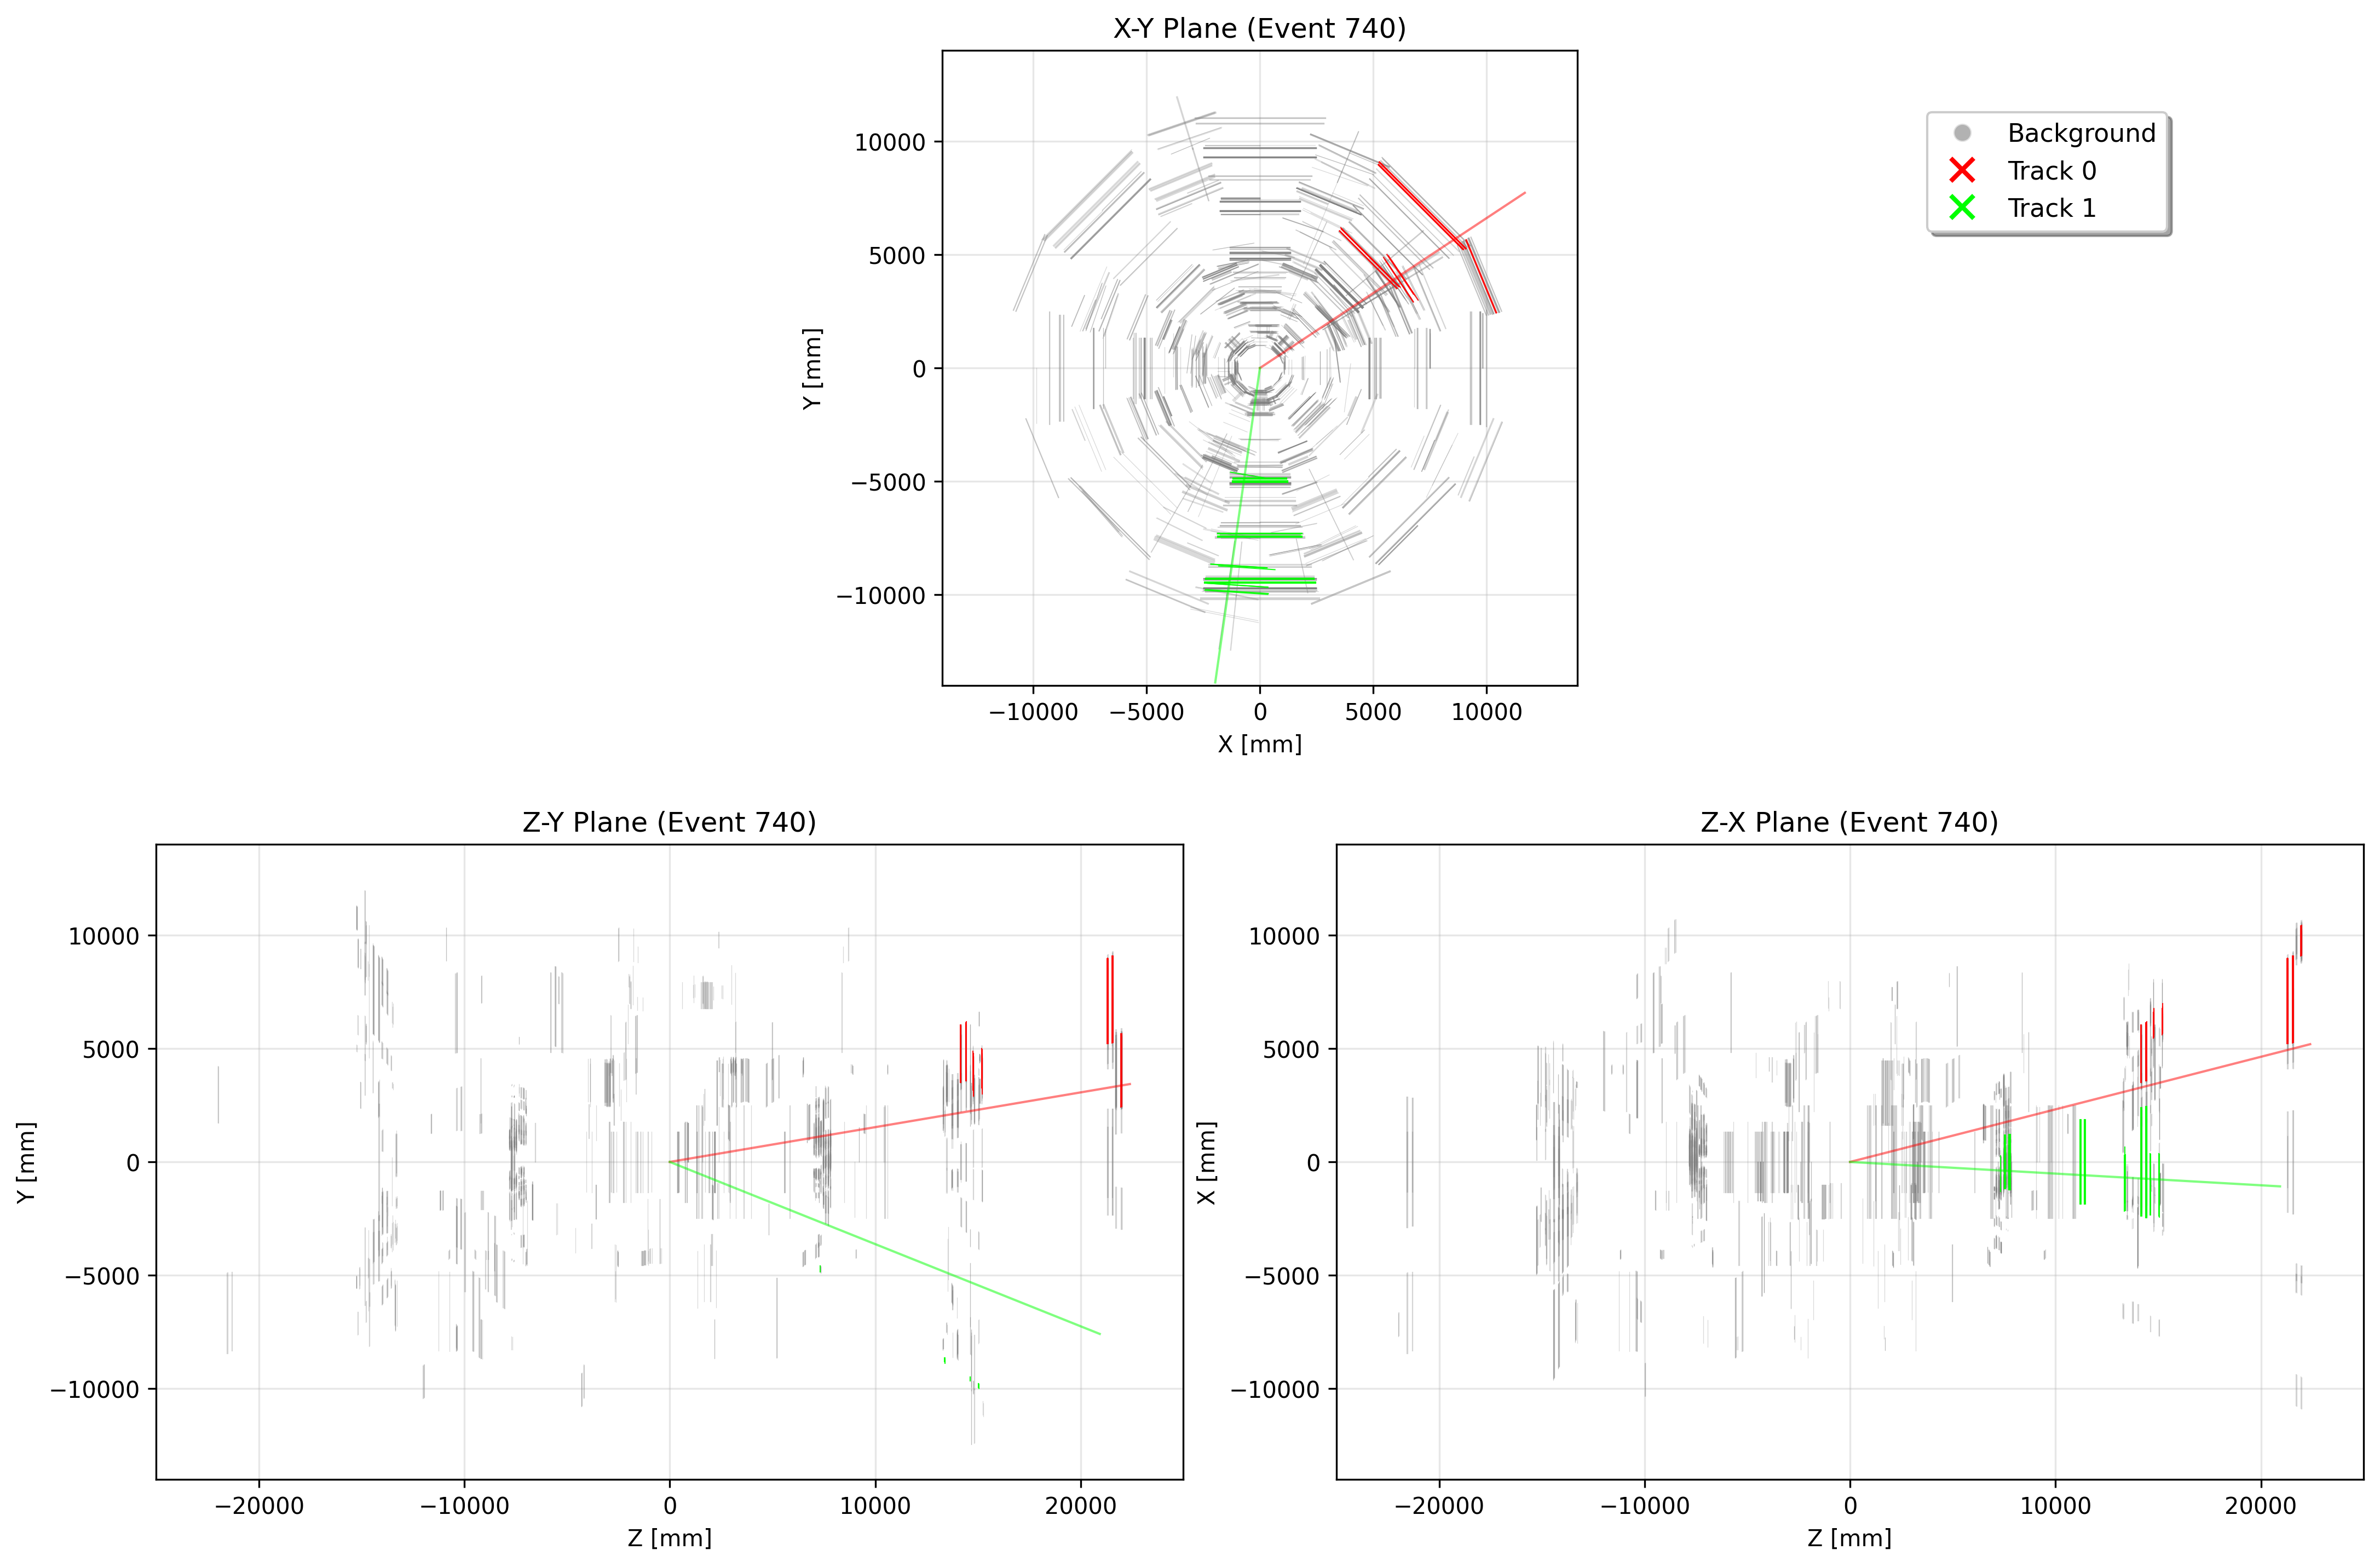 X-Y Plane (Event 740)
Background
Track 0
Track 1
10000
5000
0
−5000
−10000
Y [mm]
−10000 −5000 0 5000 10000
X [mm]
Z-Y Plane (Event 740)
10000
5000
0
−5000
−10000
Y [mm]
−20000 −10000 0 10000 20000
Z [mm]
Z-X Plane (Event 740)
10000
5000
0
−5000
−10000
X [mm]
−20000 −10000 0 10000 20000
Z [mm]